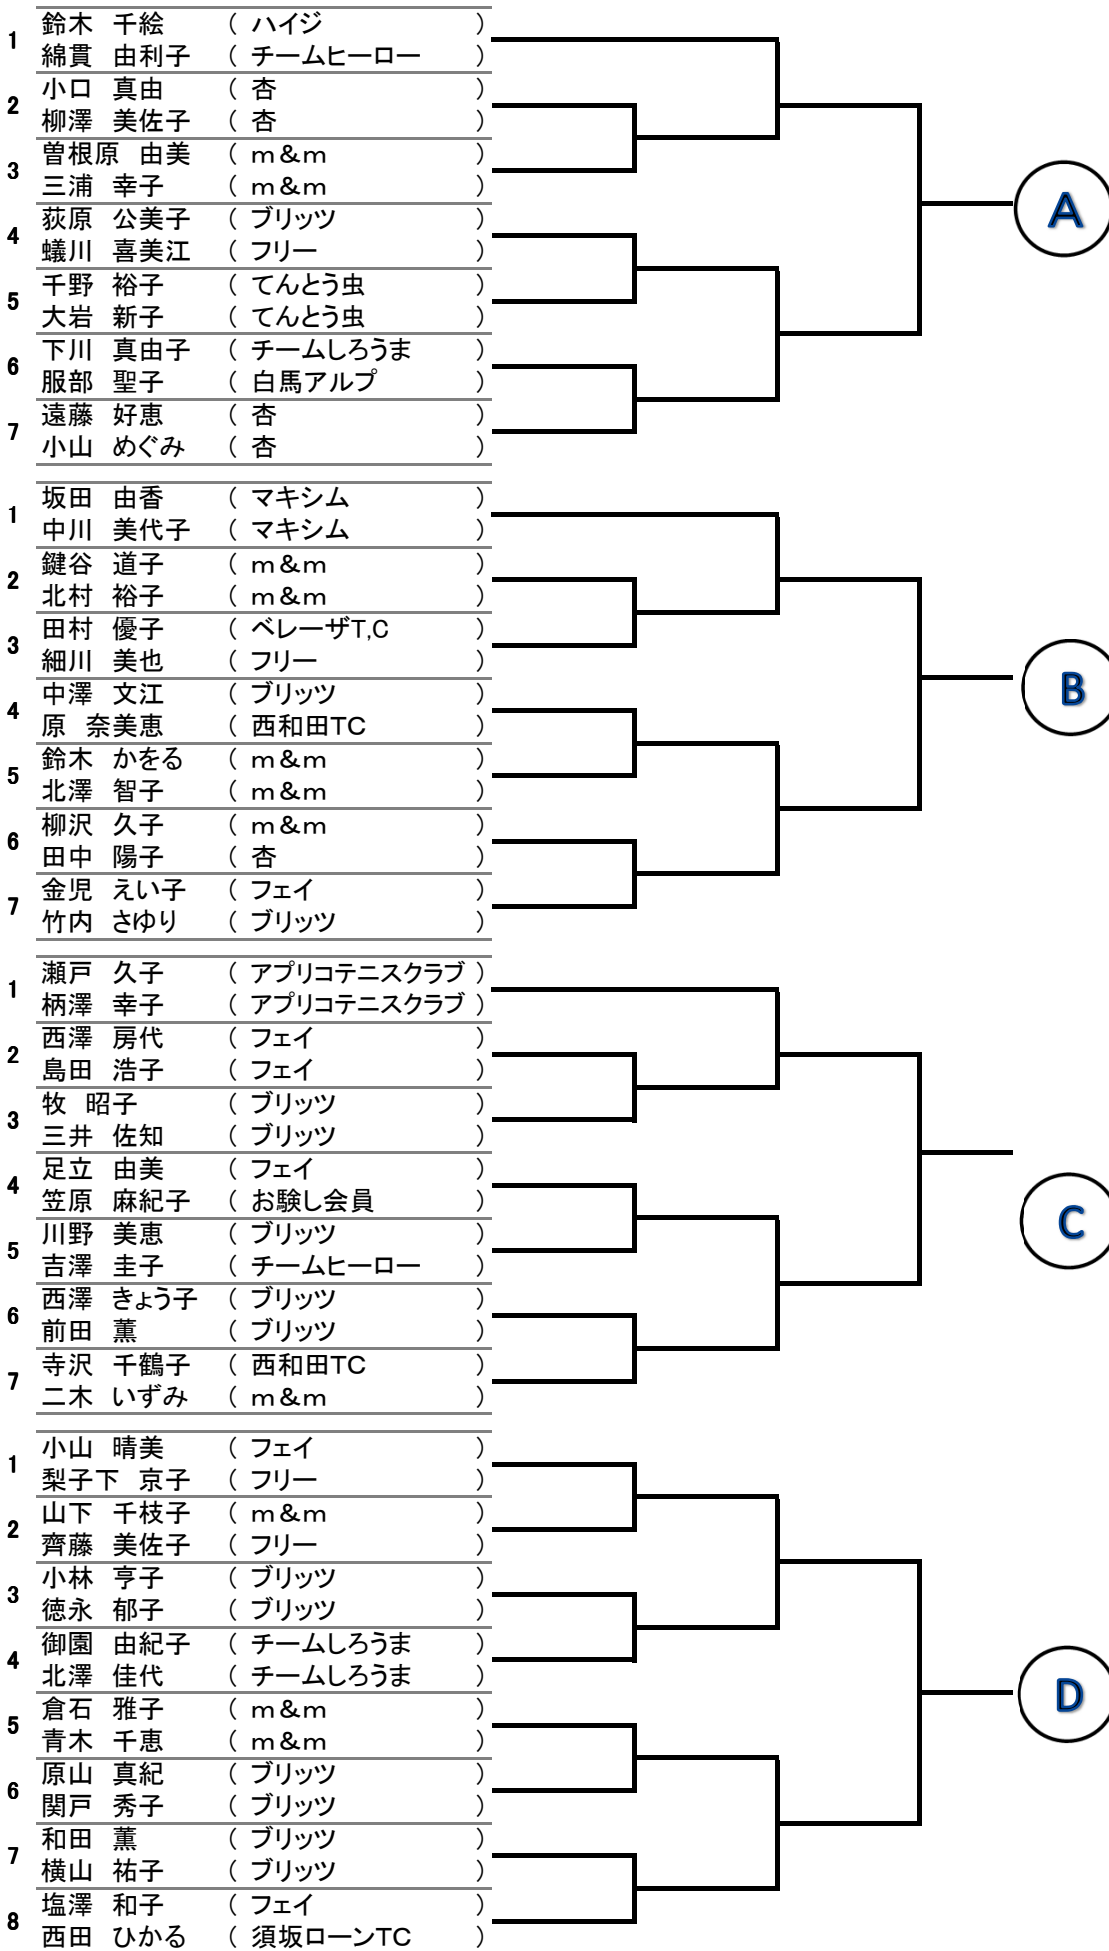 1 鈴木 千絵 ( ハイジ )
綿貫 由利子 ( チームヒーロー )
2 小口 真由 ( 杏 )
柳澤 美佐子 ( 杏 )
3 曽根原 由美 ( m&m )
三浦 幸子 ( m&m )
4 荻原 公美子 ( ブリッツ )
蟻川 喜美江 ( フリー )
5 千野 裕子 ( てんとう虫 )
大岩 新子 ( てんとう虫 )
6 下川 真由子 ( チームしろうま )
服部 聖子 ( 白馬アルプ )
7 遠藤 好恵 ( 杏 )
小山 めぐみ ( 杏 )
A
1 坂田 由香 ( マキシム )
中川 美代子 ( マキシム )
2 鍵谷 道子 ( m&m )
北村 裕子 ( m&m )
3 田村 優子 ( ベレーザT,C )
細川 美也 ( フリー )
4 中澤 文江 ( ブリッツ )
原 奈美恵 ( 西和田TC )
5 鈴木 かをる ( m&m )
北澤 智子 ( m&m )
6 柳沢 久子 ( m&m )
田中 陽子 ( 杏 )
7 金児 えい子 ( フェイ )
竹内 さゆり ( ブリッツ )
B
1 瀬戸 久子 ( アプリコテニスクラブ )
柄澤 幸子 ( アプリコテニスクラブ )
2 西澤 房代 ( フェイ )
島田 浩子 ( フェイ )
3 牧 昭子 ( ブリッツ )
三井 佐知 ( ブリッツ )
4 足立 由美 ( フェイ )
笠原 麻紀子 ( お験し会員 )
5 川野 美恵 ( ブリッツ )
吉澤 圭子 ( チームヒーロー )
6 西澤 きょう子 ( ブリッツ )
前田 薫 ( ブリッツ )
7 寺沢 千鶴子 ( 西和田TC )
二木 いずみ ( m&m )
C
1 小山 晴美 ( フェイ )
梨子下 京子 ( フリー )
2 山下 千枝子 ( m&m )
齊藤 美佐子 ( フリー )
3 小林 亨子 ( ブリッツ )
徳永 郁子 ( ブリッツ )
4 御園 由紀子 ( チームしろうま )
北澤 佳代 ( チームしろうま )
5 倉石 雅子 ( m&m )
青木 千恵 ( m&m )
6 原山 真紀 ( ブリッツ )
関戸 秀子 ( ブリッツ )
7 和田 薫 ( ブリッツ )
横山 祐子 ( ブリッツ )
8 塩澤 和子 ( フェイ )
西田 ひかる ( 須坂ローンTC )
D